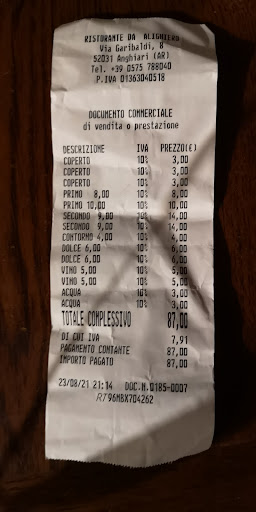 RISTORANTE DA ALIGHIERO
Via Garibaldi, 8
52031 Anghiari (AR)
Tel. +39 0575 788040
P.IVA 01363040518
DOCUMENTO COMMERCIALE
di vendita o prestazione
DESCRIZIONE IVA PREZZO(€)
COPERTO 10% 3,00
COPERTO 10% 3,00
COPERTO 10% 3,00
PRIMO 8,00 10% 8,00
PRIMO 10,00 10% 10,00
SECONDO 9,00 10% 14,00
SECONDO 9,00 10% 14,00
CONTORNO 4,00 10% 4,00
DOLCE 6,00 10% 6,00
DOLCE 6,00 10% 6,00
VINO 5,00 10% 5,00
VINO 5,00 10% 5,00
ACQUA 10% 3,00
ACQUA 10% 3,00
TOTALE COMPLESSIVO 87,00
DI CUI IVA 7,91
PAGAMENTO CONTANTE 87,00
IMPORTO PAGATO 87,00
23/08/21 21:14 DOC.N.0185-0007
RT 96MBX704262